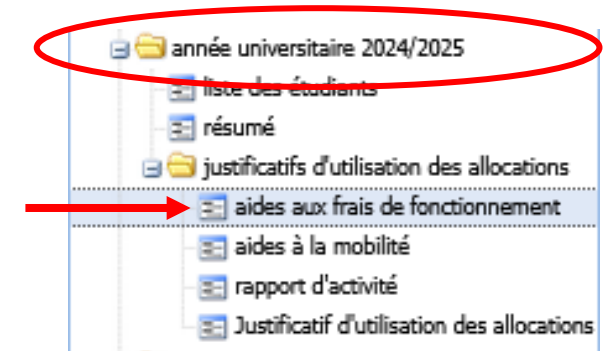 année universitaire 2024/2025
liste des étudiants
résumé
justificatifs d'utilisation des allocations
aides aux frais de fonctionnement
aides à la mobilité
rapport d'activité
Justificatif d'utilisation des allocations